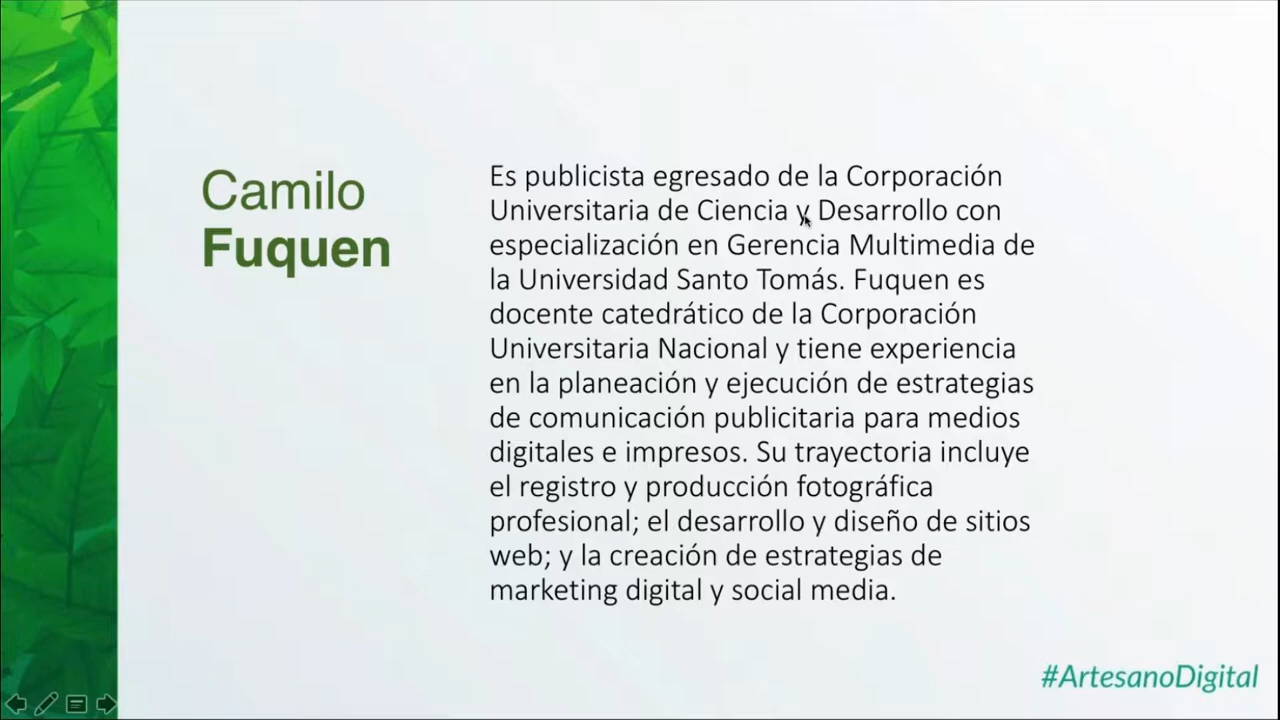 Camilo
Fuquen
Es publicista egresado de la Corporación
Universitaria de Ciencia y Desarrollo con
especialización en Gerencia Multimedia de
la Universidad Santo Tomás. Fuquen es
docente catedrático de la Corporación
Universitaria Nacional y tiene experiencia
en la planeación y ejecución de estrategias
de comunicación publicitaria para medios
digitales e impresos. Su trayectoria incluye
el registro y producción fotográfica
profesional; el desarrollo y diseño de sitios
web; y la creación de estrategias de
marketing digital y social media.
#ArtesanoDigital